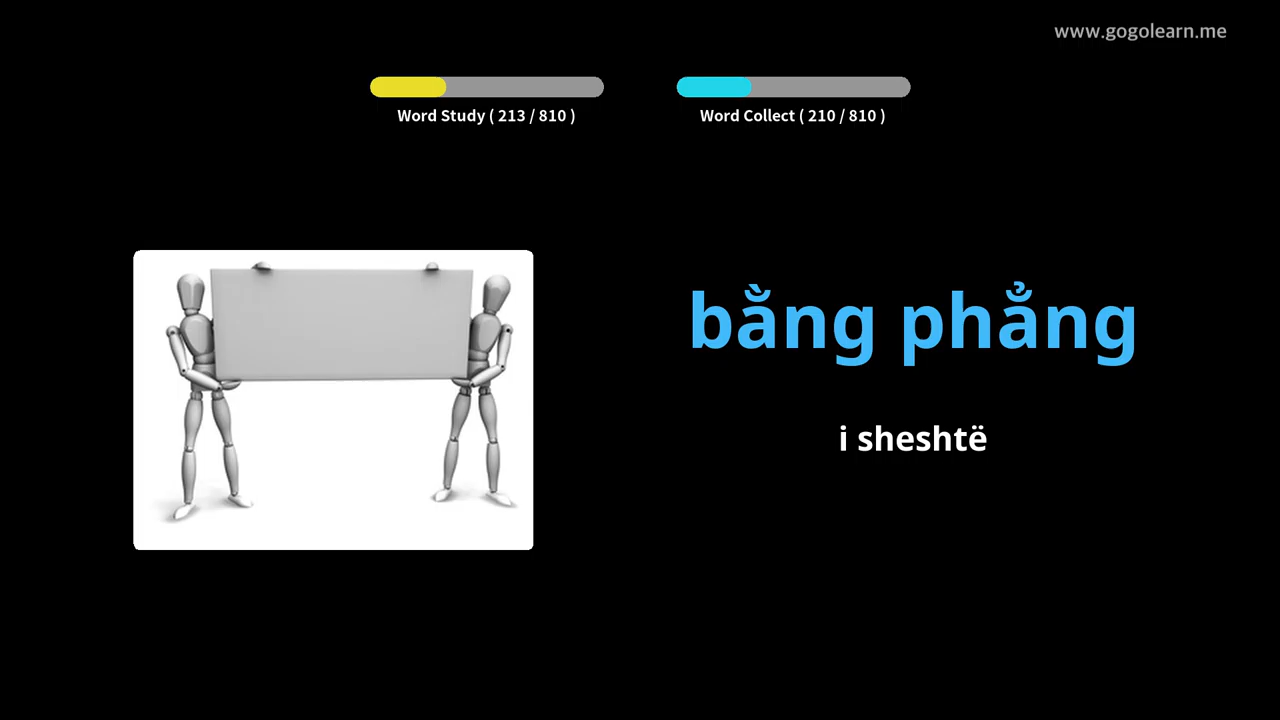 www.gogolearn.me
Word Study ( 213 / 810 )
Word Collect ( 210 / 810 )
bằng phẳng
i sheshtë